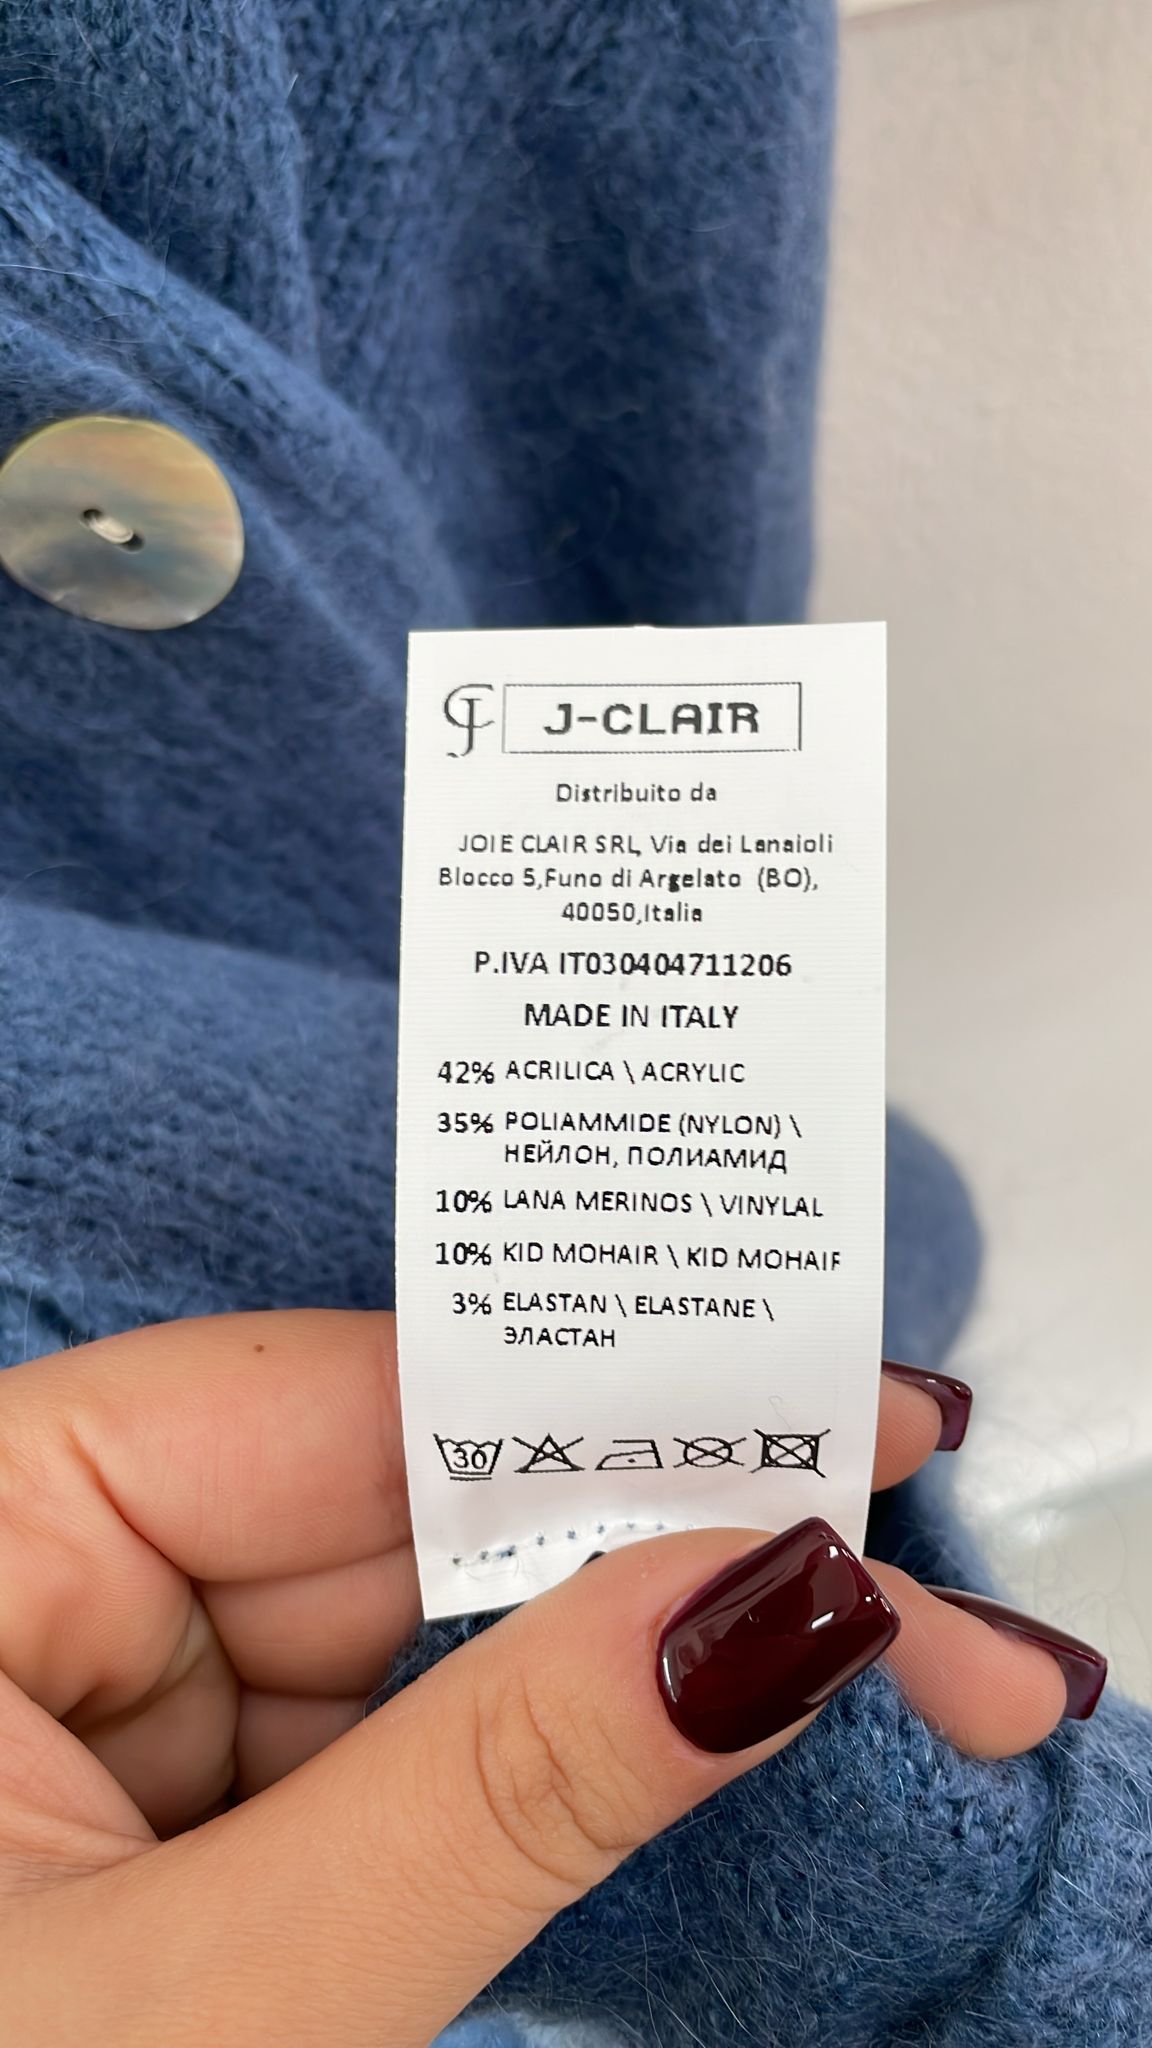 J-CLAIR
Distribuito da
JOIE CLAIR SRL, Via dei Lanaioli
Blocco 5,Funo di Argelato (BO),
40050,Italia
P.IVA IT030404711206
MADE IN ITALY
42% ACRILICA \ ACRYLIC
35% POLIAMMIDE (NYLON) \
НЕЙЛОН, ПОЛИАМИД
10% LANA MERINOS \ VINYLAL
10% KID MOHAIR \ KID MOHAIR
3% ELASTAN \ ELASTANE \
ЭЛАСТАН
30